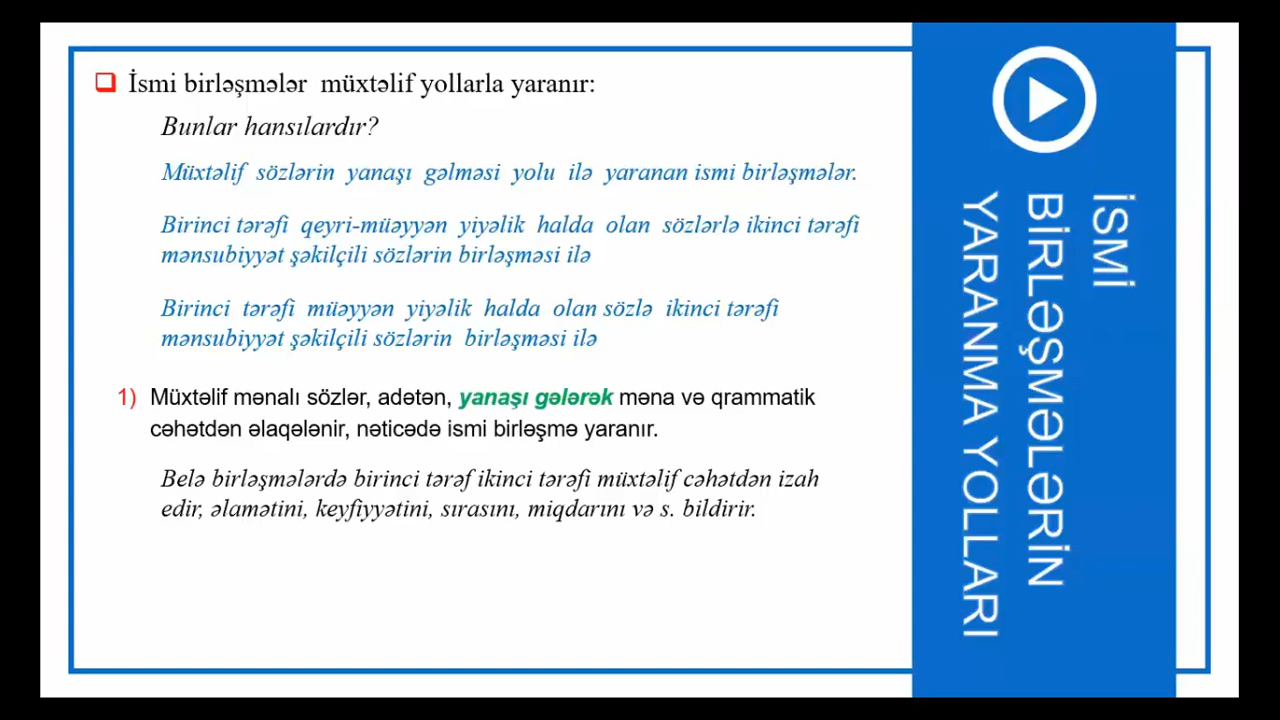 İsmi birləşmələr müxtəlif yollarla yaranır:
Bunlar hansılardır?
Müxtəlif sözlərin yanaşı gəlməsi yolu ilə yaranan ismi birləşmələr.
Birinci tərəfi qeyri-müəyyən yiyəlik halda olan sözlərlə ikinci tərəfi
mənsubiyyət şəkilçili sözlərin birləşməsi ilə
Birinci tərəfi müəyyən yiyəlik halda olan sözlə ikinci tərəfi
mənsubiyyət şəkilçili sözlərin birləşməsi ilə
1) Müxtəlif mənalı sözlər, adətən, yanaşı gələrək məna və qrammatik
cəhətdən əlaqələnir, nəticədə ismi birləşmə yaranır.
Belə birləşmələrdə birinci tərəf ikinci tərəfi müxtəlif cəhətdən izah
edir, əlamətini, keyfiyyətini, sırasını, miqdarını və s. bildirir.
İSMİ
BİRLƏŞMƏLƏRİN
YARANMA YOLLARI